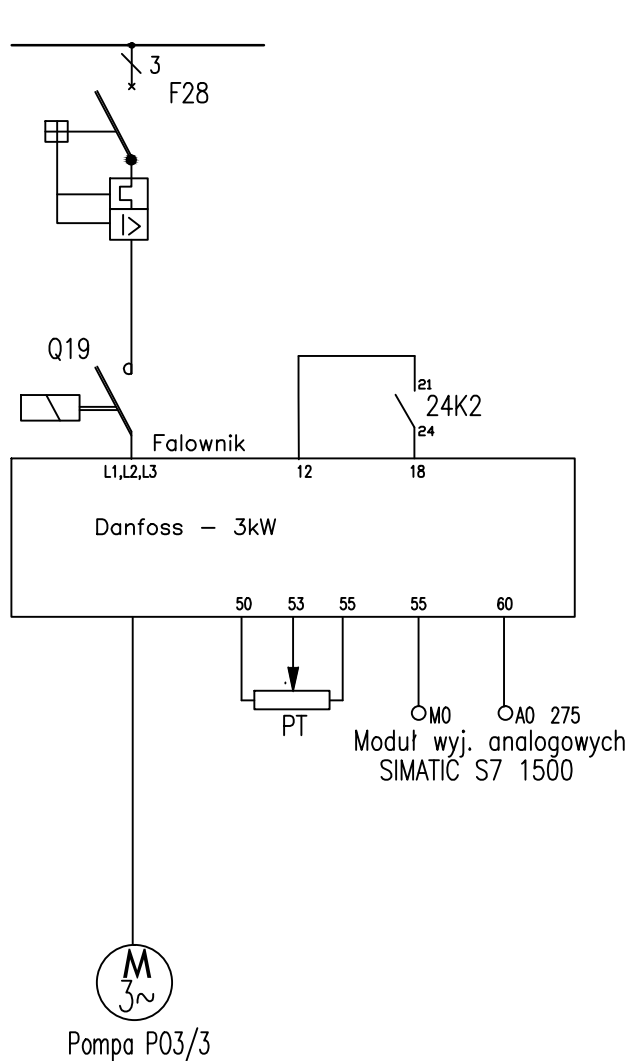 3
F28
Q19
21
24K2
24
Falownik
L1,L2,L3
12
18
Danfoss - 3kW
50
53
55
55
60
PT
M0
A0 275
Moduł wyj. analogowych
SIMATIC S7 1500
M
3~
Pompa P03/3